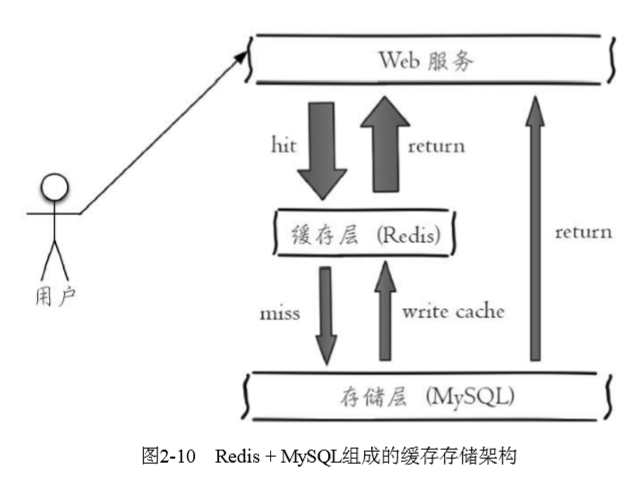 Web 服务
hit
return
缓存层 (Redis)
用户
return
miss
write cache
存储层 (MySQL)
图2-10 Redis + MySQL组成的缓存存储架构